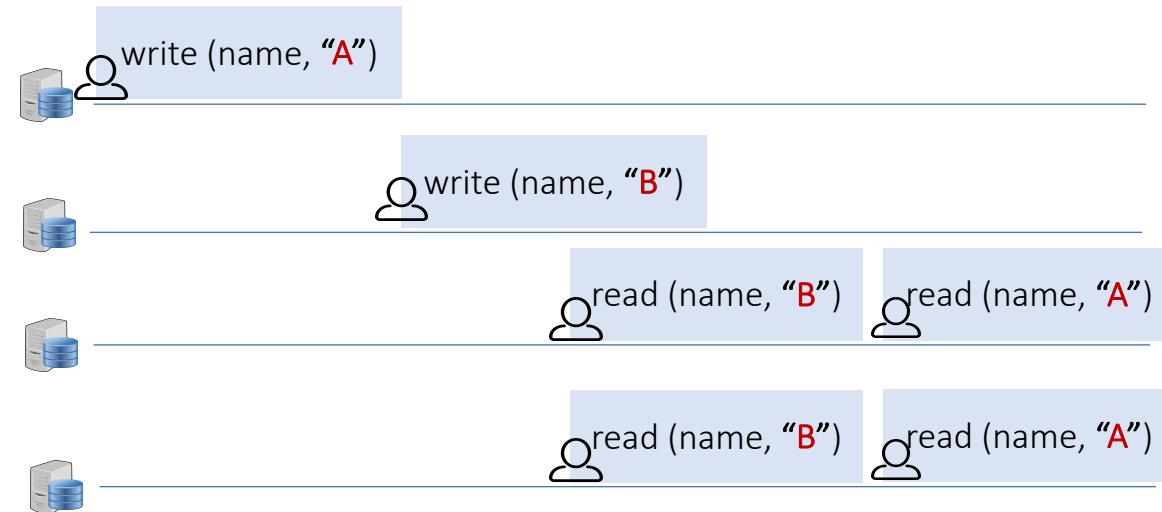 write (name, “A”)
write (name, “B”)
read (name, “B”)
read (name, “A”)
read (name, “B”)
read (name, “A”)